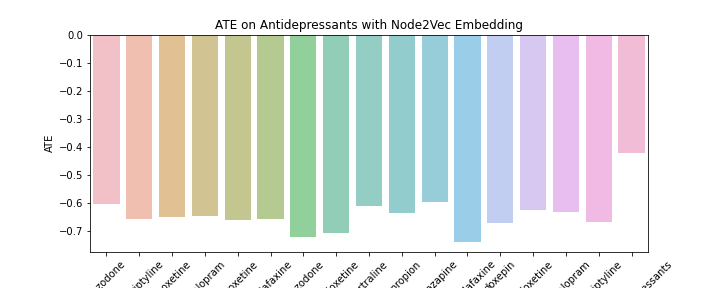 ATE on Antidepressants with Node2Vec Embedding
0.0
−0.1
−0.2
−0.3
−0.4
−0.5
−0.6
−0.7
ATE
zodone
iptyline
oxetine
lopram
oxetine
afaxine
zodone
oxetine
rtraline
propion
azapine
lafaxine
doxepin
oxetine
lopram
iptyline
essants